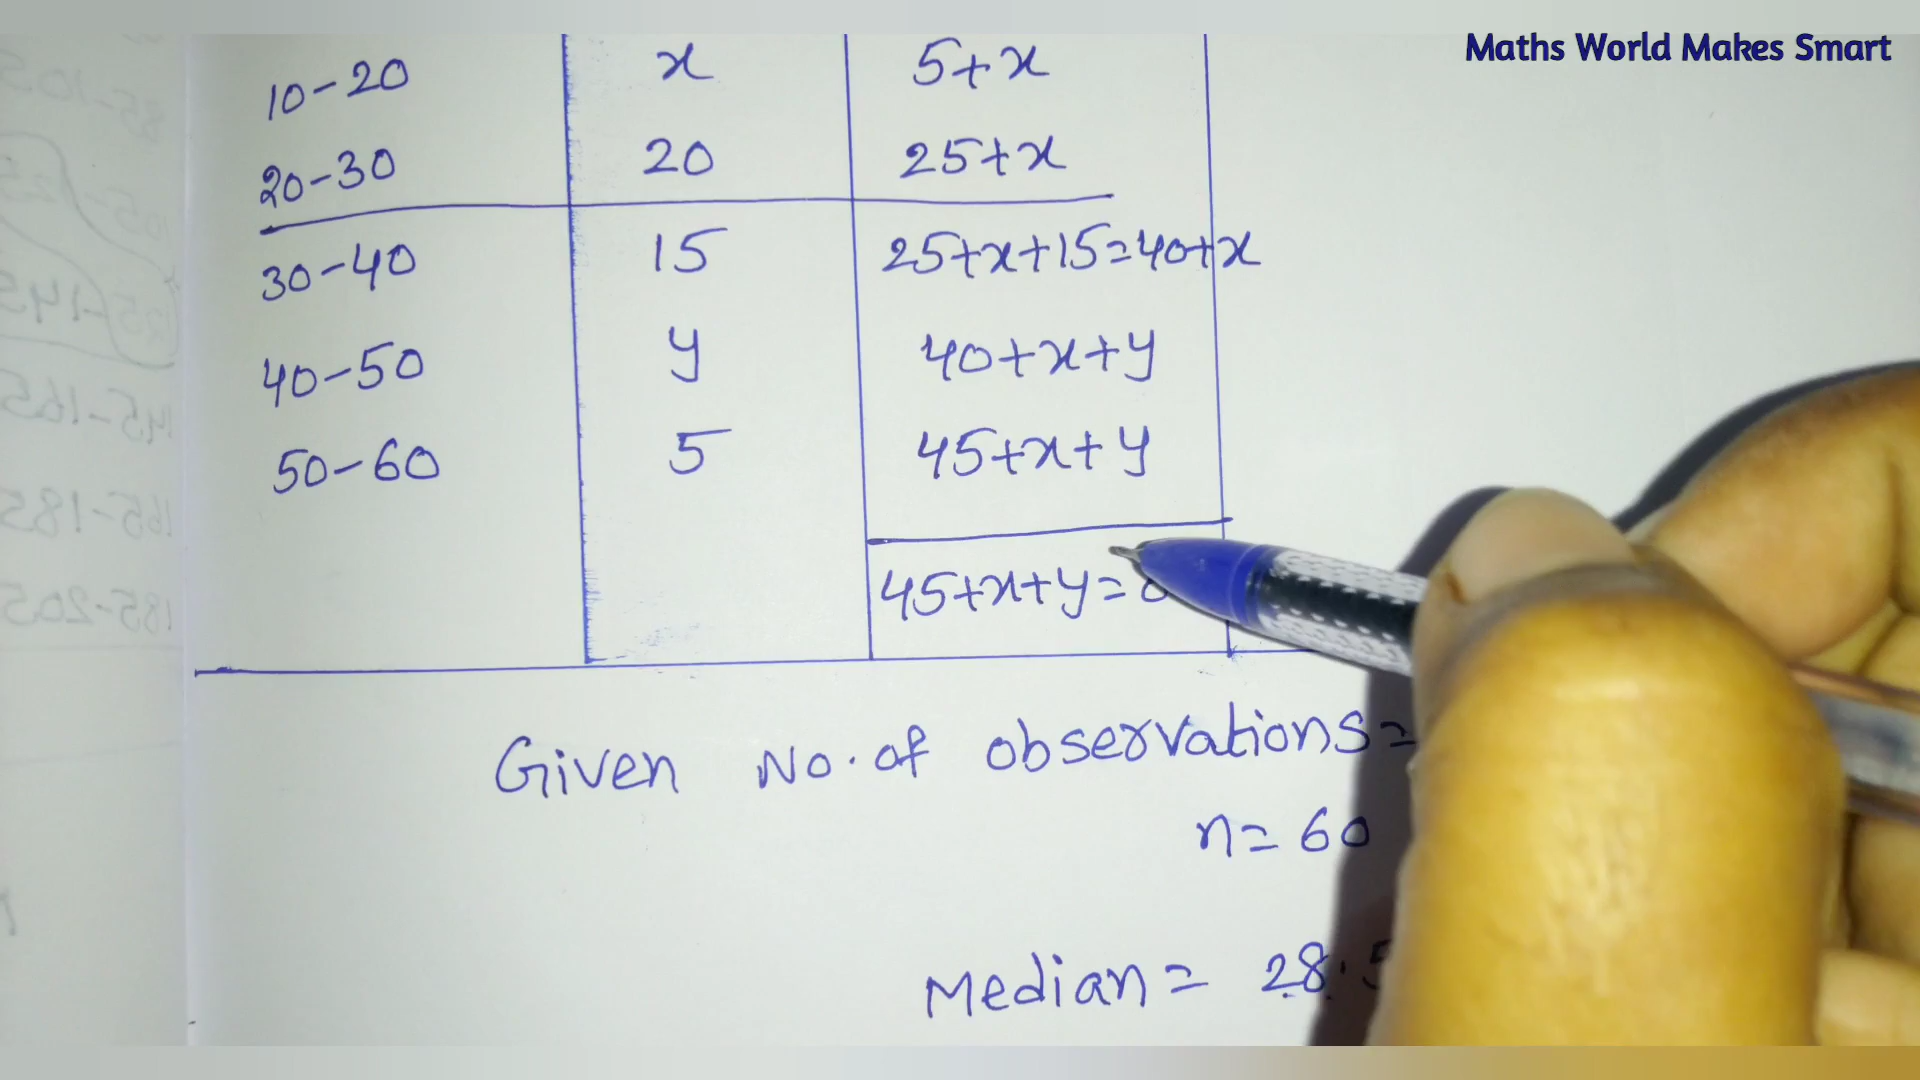 Maths World Makes Smart
10-20 x 5+x
20-30 20 25+x
30-40 15 25+x+15=40+x
40-50 y 40+x+y
50-60 5 45+x+y
45+x+y=
Given No. of observations=
n= 60
Median = 28.5